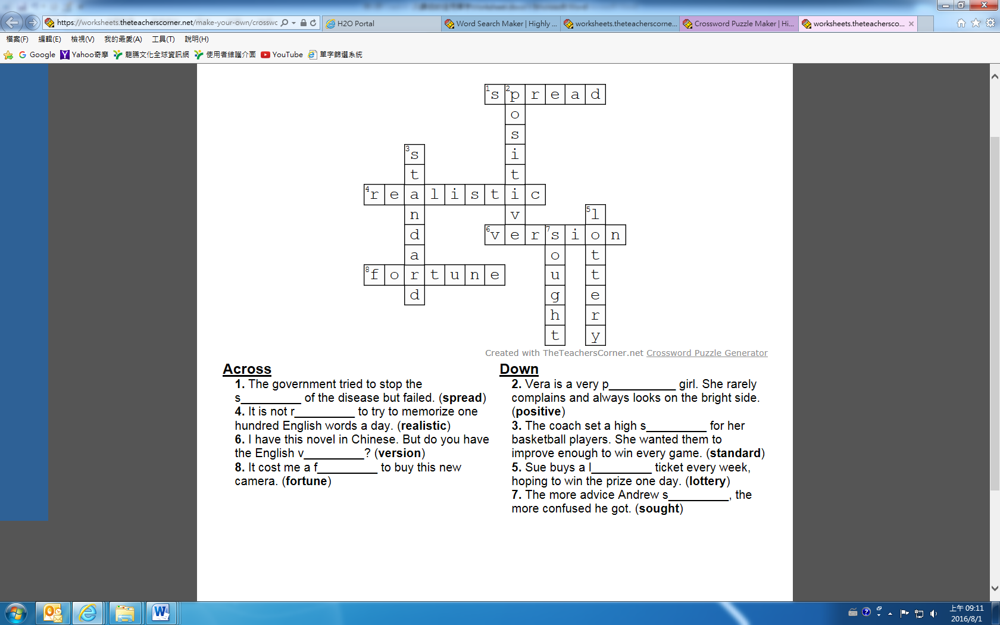 https://worksheets.theteacherscorner.net/make-your-own/crosswc
H2O Portal
Word Search Maker | Highly ...
worksheets.theteacherscorne...
Crossword Puzzle Maker | Hi...
worksheets.theteachersco...
檔案(F) 編輯(E) 檢視(V) 我的最愛(A) 工具(T) 說明(H)
Google Yahoo奇摩 龍騰文化全球資訊網 使用者維護介面 YouTube 單字篩選系統
1 s 2 p r e a d
o
s
3 s i
t t
4 r e a l i s t i c
n v 5 l
d 6 v e r 7 s i o n
a o t
8 f o r t u n e u t
d g e
h r
t y
Created with TheTeachersCorner.net Crossword Puzzle Generator
Across
1. The government tried to stop the
s_________ of the disease but failed. (spread)
4. It is not r_________ to try to memorize one
hundred English words a day. (realistic)
6. I have this novel in Chinese. But do you have
the English v_________? (version)
8. It cost me a f_________ to buy this new
camera. (fortune)
Down
2. Vera is a very p__________ girl. She rarely
complains and always looks on the bright side.
(positive)
3. The coach set a high s_________ for her
basketball players. She wanted them to
improve enough to win every game. (standard)
5. Sue buys a l_________ ticket every week,
hoping to win the prize one day. (lottery)
7. The more advice Andrew s_________, the
more confused he got. (sought)
上午 09:11
2016/8/1